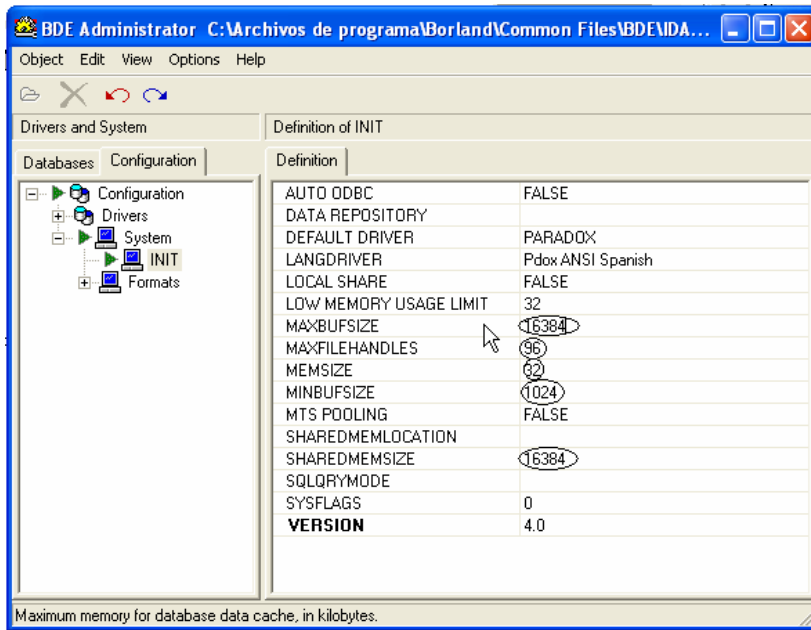 BDE Administrator C:\Archivos de programa\Borland\Common Files\BDE\IDA...
Object Edit View Options Help
Drivers and System
Definition of INIT
Databases Configuration
Definition
Configuration
Drivers
System
INIT
Formats
AUTO ODBC FALSE
DATA REPOSITORY
DEFAULT DRIVER PARADOX
LANGDRIVER Pdox ANSI Spanish
LOCAL SHARE FALSE
LOW MEMORY USAGE LIMIT 32
MAXBUFSIZE 16384
MAXFILEHANDLES 96
MEMSIZE 32
MINBUFSIZE 1024
MTS POOLING FALSE
SHAREDMEMLOCATION
SHAREDMEMSIZE 16384
SQLQRYMODE
SYSFLAGS 0
VERSION 4.0
Maximum memory for database data cache, in kilobytes.